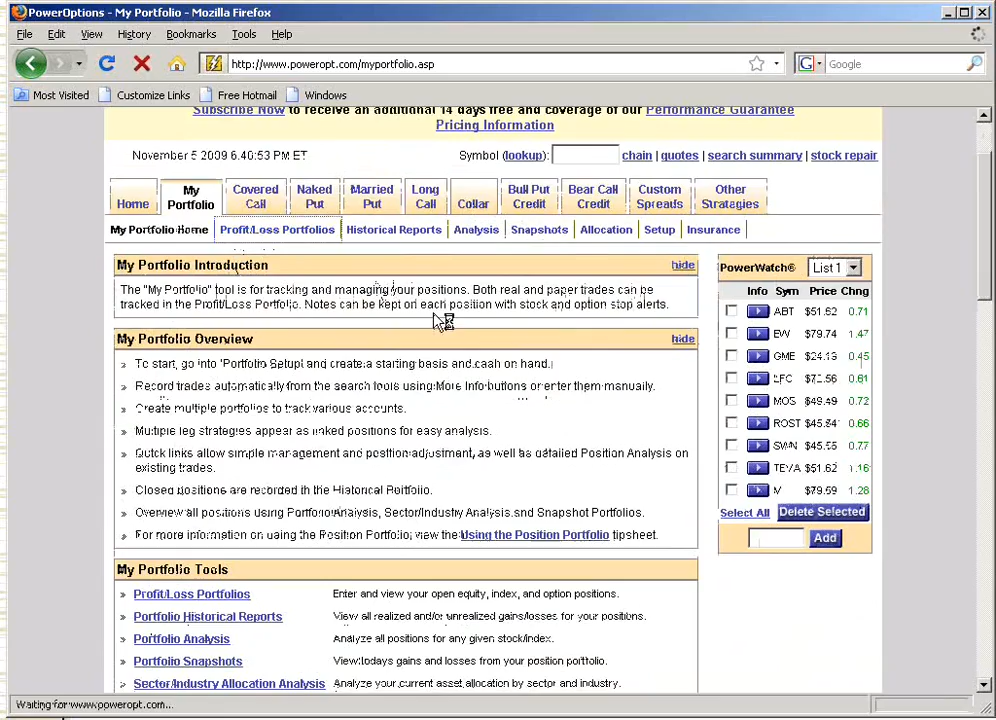 PowerOptions - My Portfolio - Mozilla Firefox
File Edit View History Bookmarks Tools Help
http://www.poweropt.com/myportfolio.asp
Google
Most Visited Customize Links Free Hotmail Windows
Subscribe Now to receive an additional 14 days free and coverage of our Performance Guarantee
Pricing Information
November 5 2009 6:40:53 PM ET
Symbol (lookup): chain | quotes | search summary | stock repair
Home
My Portfolio
Covered Call
Naked Put
Married Put
Long Call
Collar
Bull Put Credit
Bear Call Credit
Custom Spreads
Other Strategies
My Portfolio Home | Profit/Loss Portfolios | Historical Reports | Analysis | Snapshots | Allocation | Setup | Insurance
My Portfolio Introduction hide
The "My Portfolio" tool is for tracking and managing your positions. Both real and paper trades can be
tracked in the Profit/Loss Portfolio. Notes can be kept on each position with stock and option stop alerts.
My Portfolio Overview hide
» To start, go into 'Portfolio Setup' and create a starting basis and cash on hand.
» Record trades automatically from the search tools using More Info buttons or enter them manually.
» Create multiple portfolios to track various accounts.
» Multiple leg strategies appear as linked positions for easy analysis.
» Quick links allow simple management and position adjustment, as well as detailed Position Analysis on
existing trades.
» Closed positions are recorded in the Historical Portfolio.
» Overview all positions using Portfolio Analysis, Sector/Industry Analysis and Snapshot Portfolios.
» For more information on using the Position Portfolio, view the Using the Position Portfolio tipsheet.
My Portfolio Tools
» Profit/Loss Portfolios Enter and view your open equity, index, and option positions.
» Portfolio Historical Reports View all realized and/or unrealized gains/losses for your positions.
» Portfolio Analysis Analyze all positions for any given stock/index.
» Portfolio Snapshots View todays gains and losses from your position portfolio.
» Sector/Industry Allocation Analysis Analyze your current asset allocation by sector and industry.
PowerWatch® List 1
Info Sym Price Chng
ABT $51.62 0.71
BW $79.74 1.47
GME $24.13 0.45
0.61
MOS $49.49 0.72
ROST $45.84 0.66
SWN $45.55 0.77
TEVA $51.62 1.16
$79.59 1.28
Select All Delete Selected
Add
Waiting for www.poweropt.com...